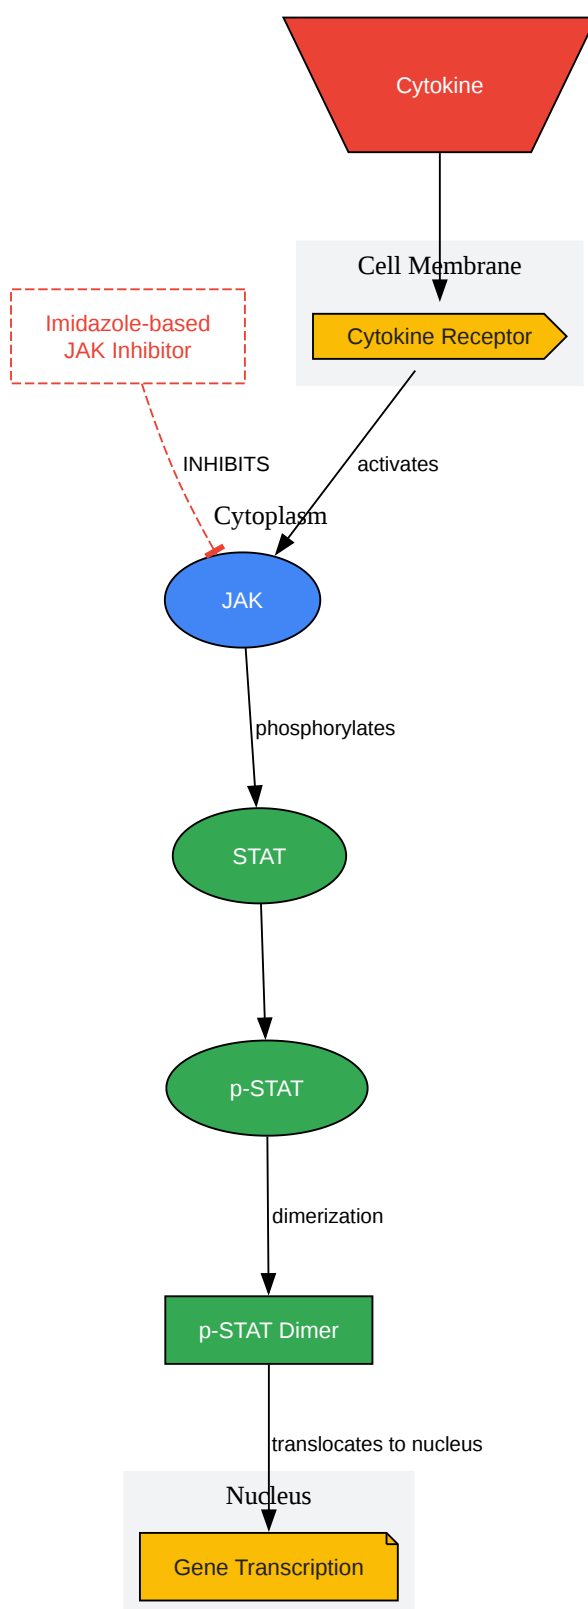 Cytokine
Cell Membrane
Cytokine Receptor
Imidazole-based
JAK Inhibitor
INHIBITS
activates
Cytoplasm
JAK
phosphorylates
STAT
p-STAT
dimerization
p-STAT Dimer
translocates to nucleus
Nucleus
Gene Transcription